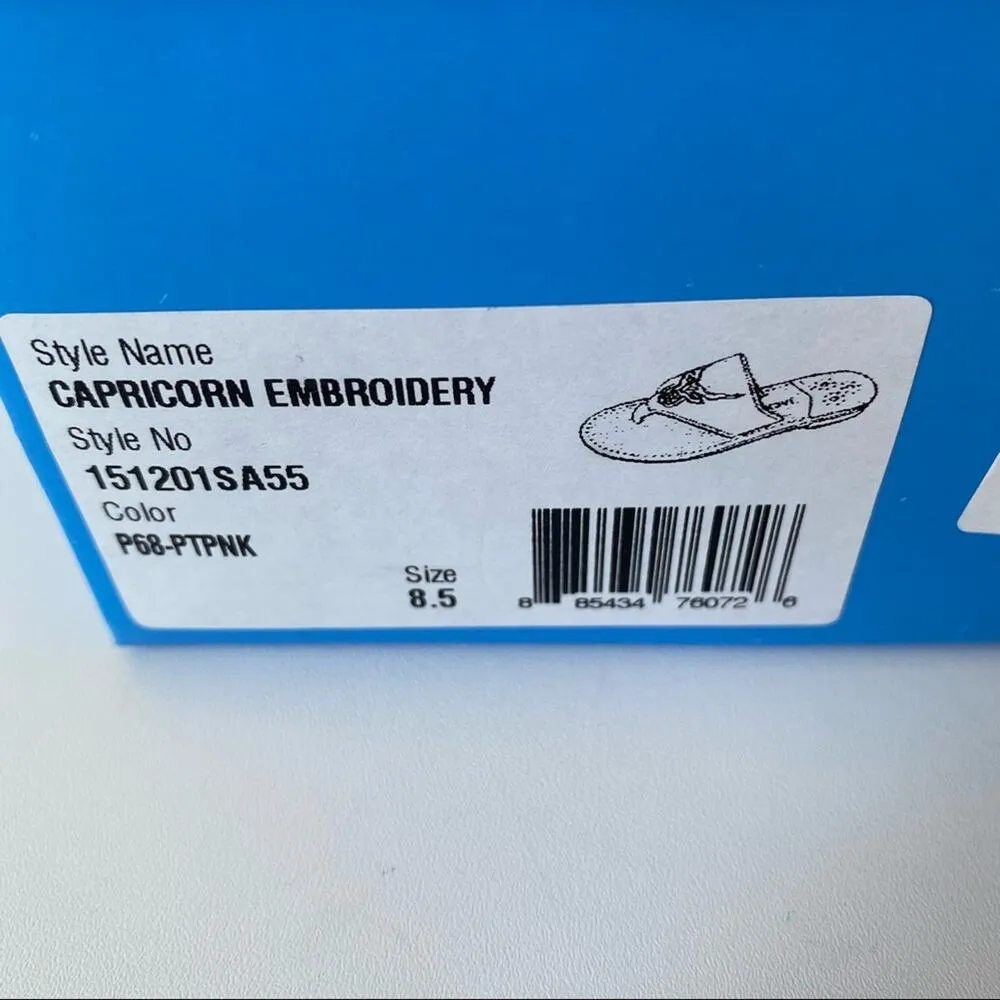 Style Name
CAPRICORN EMBROIDERY
Style No
151201SA55
Color
P68-PTPNK
Size
8.5
8 85434 76072 6